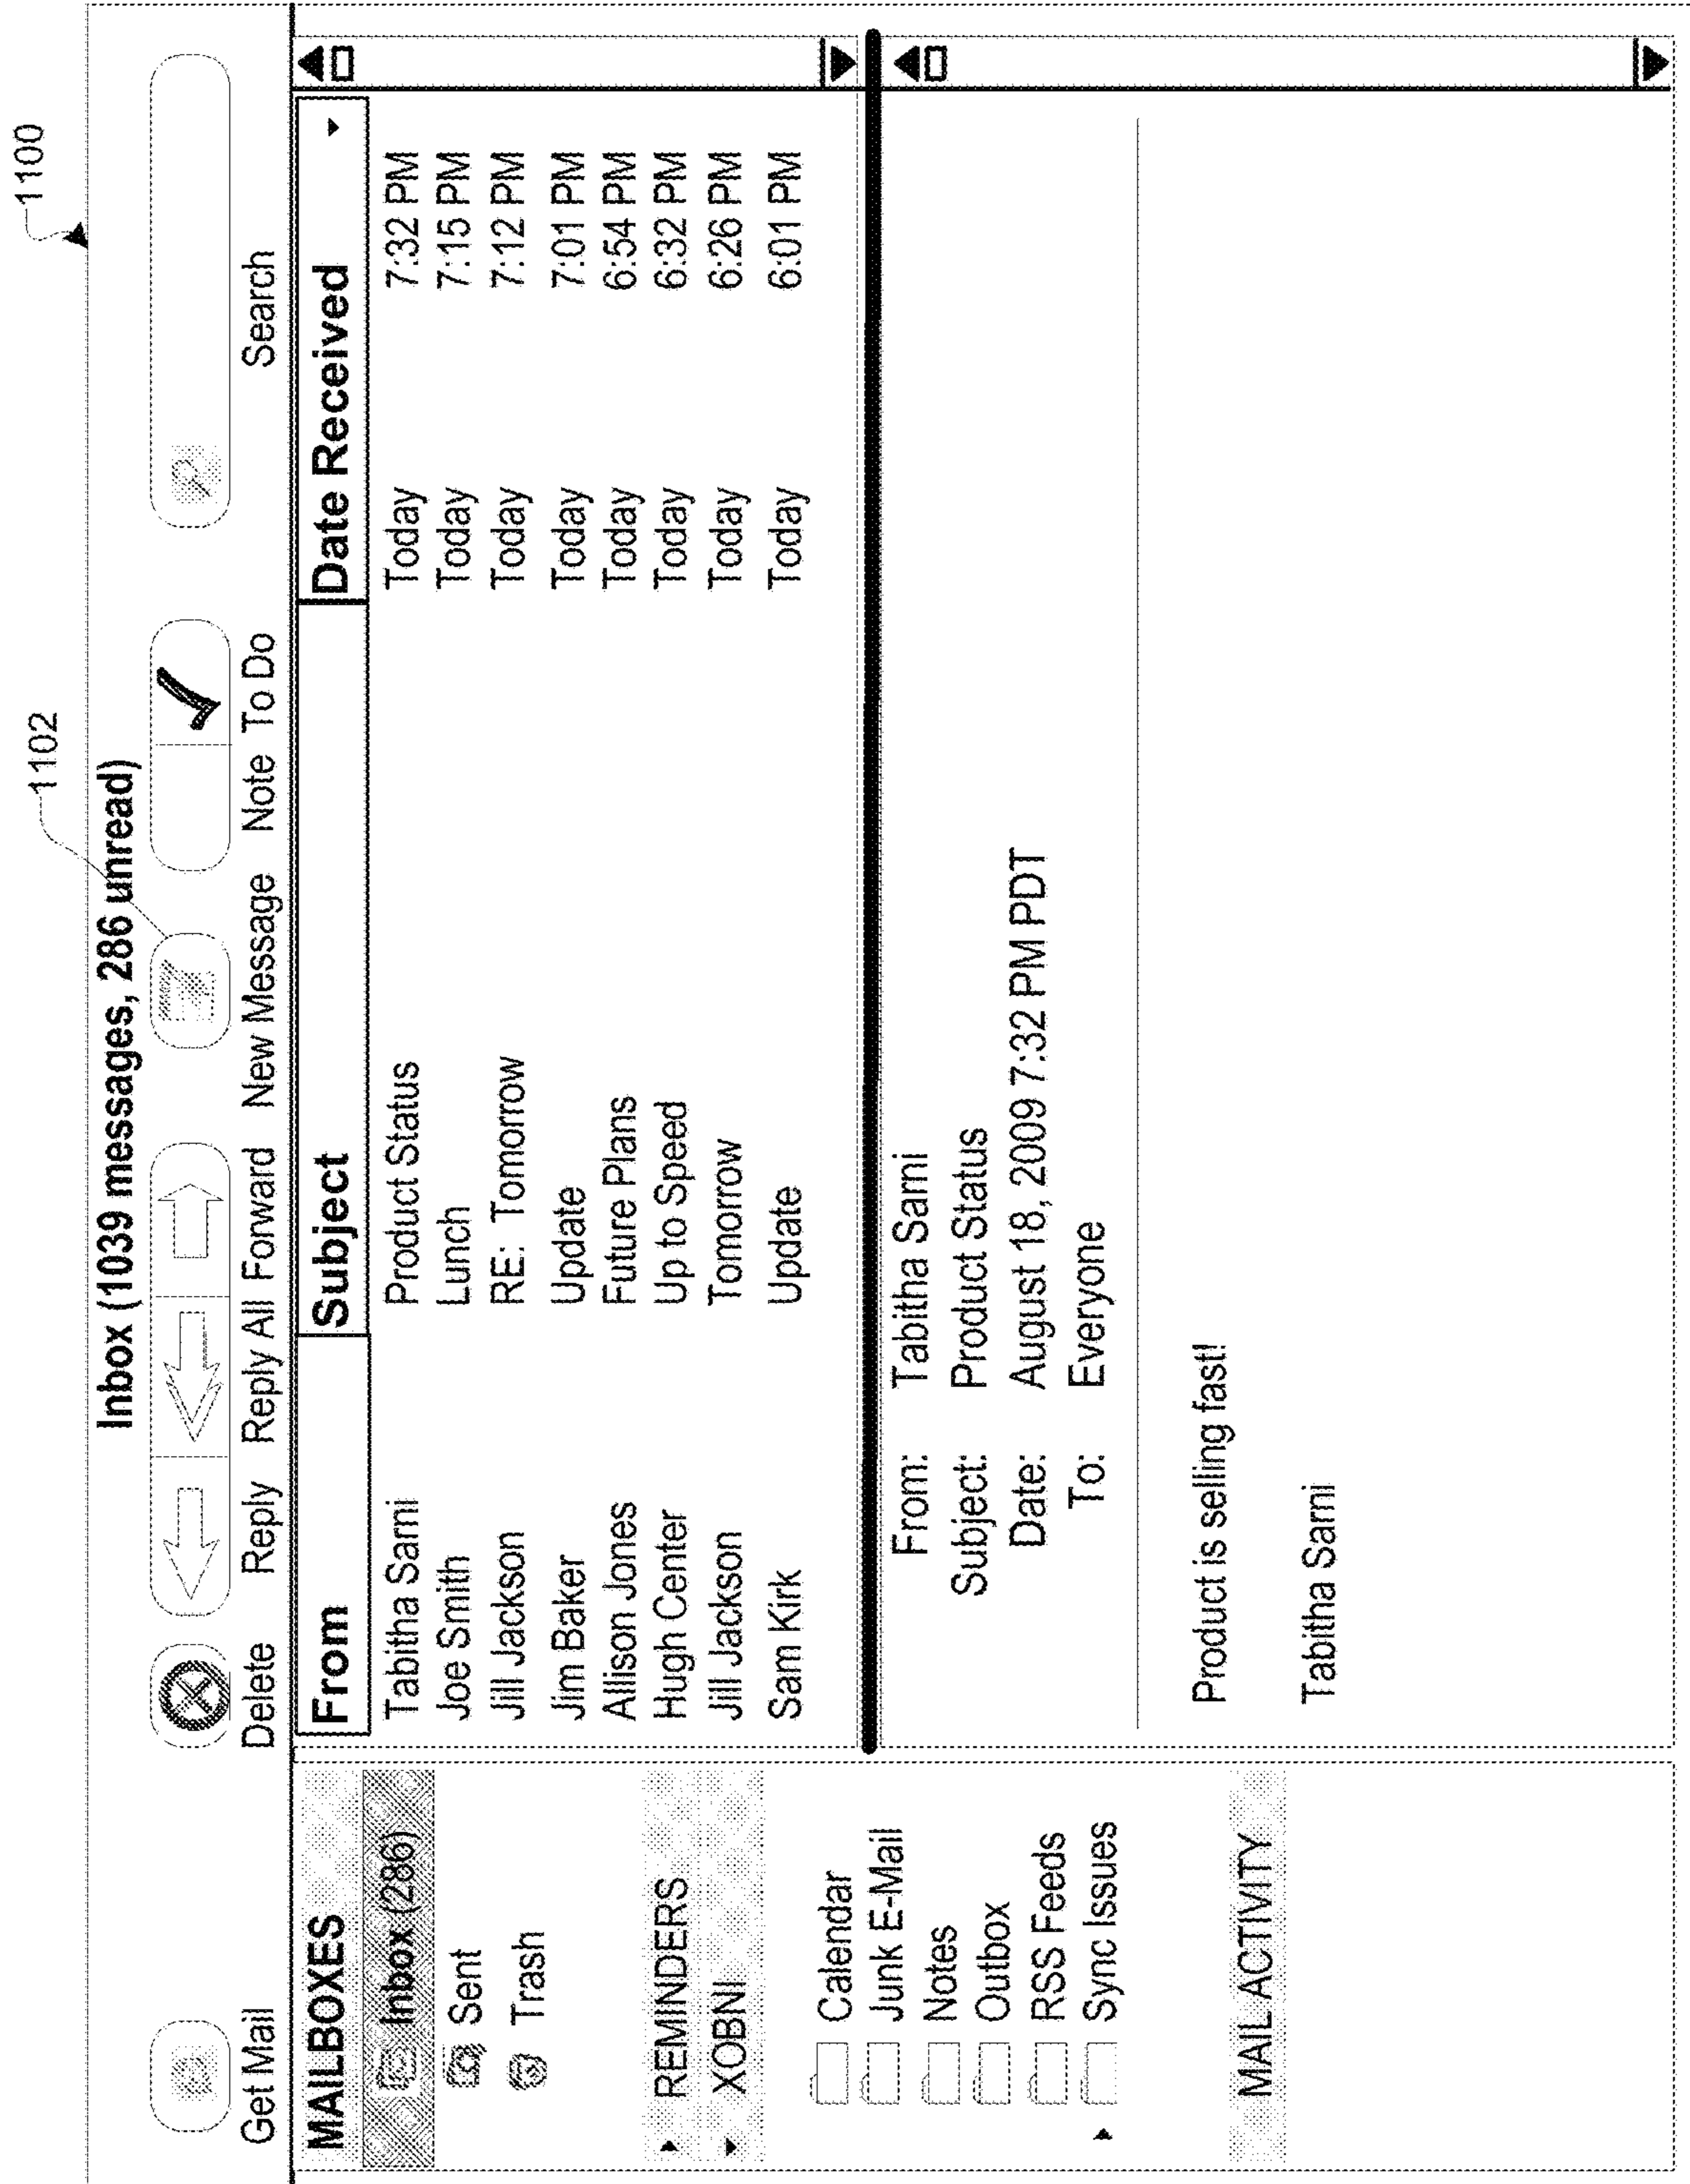 1100
1102
Inbox (1039 messages, 286 unread)
Get Mail Delete Reply Reply All Forward New Message Note To Do Search
MAILBOXES
Inbox (286)
Sent
Trash
REMINDERS
XOBNI
Calendar
Junk E-Mail
Notes
Outbox
RSS Feeds
Sync Issues
MAIL ACTIVITY
From Subject Date Received
Tabitha Sarni Product Status Today 7:32 PM
Joe Smith Lunch Today 7:15 PM
Jill Jackson RE: Tomorrow Today 7:12 PM
Jim Baker Update Today 7:01 PM
Allison Jones Future Plans Today 6:54 PM
Hugh Center Up to Speed Today 6:32 PM
Jill Jackson Tomorrow Today 6:26 PM
Sam Kirk Update Today 6:01 PM
From: Tabitha Sarni
Subject: Product Status
Date: August 18, 2009 7:32 PM PDT
To: Everyone
Product is selling fast!
Tabitha Sarni